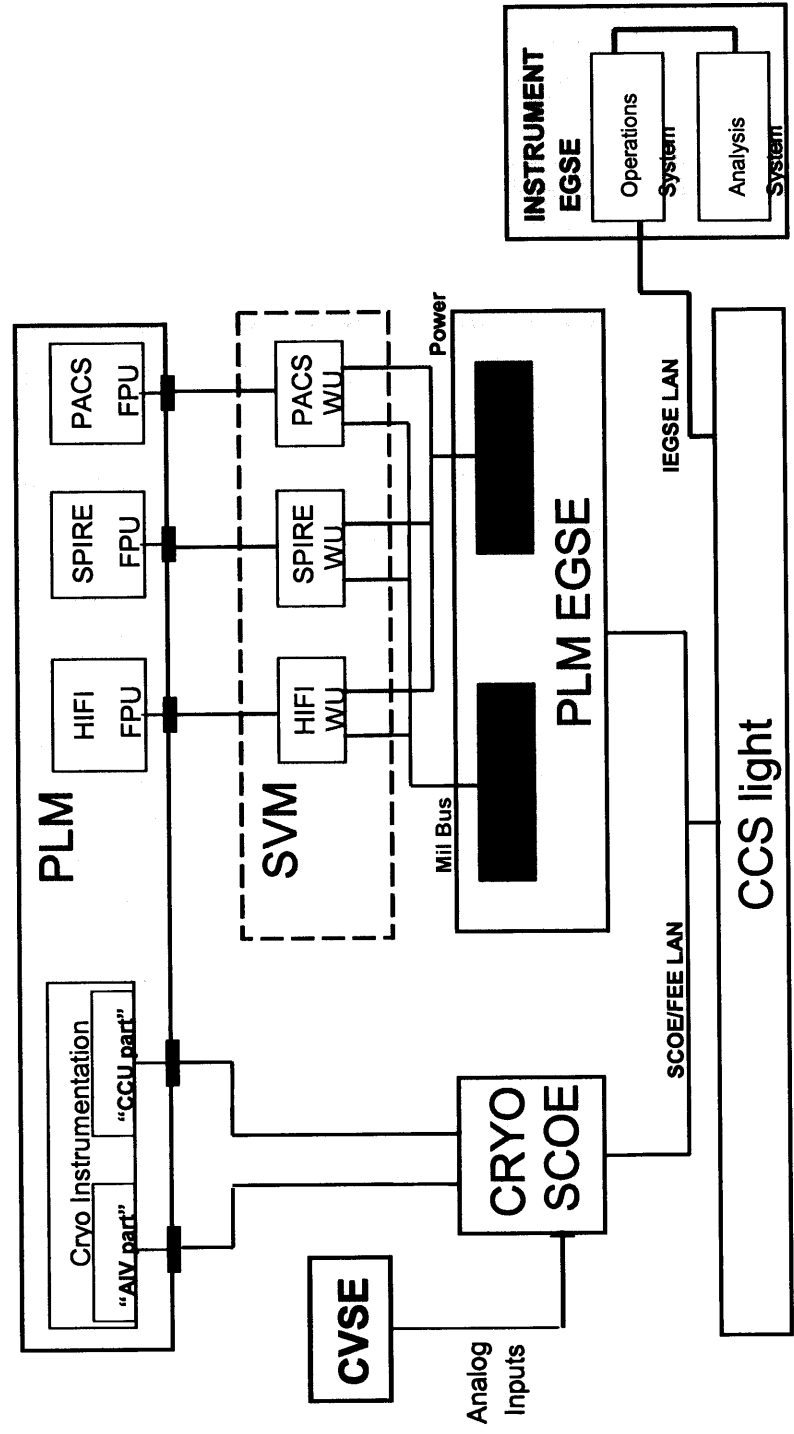 PLM
Cryo Instrumentation
"AIV part"
"CCU part"
HIFI
FPU
SPIRE
FPU
PACS
FPU
SVM
HIFI
WU
SPIRE
WU
PACS
WU
CVSE
Analog
Inputs
CRYO
SCOE
Mil Bus
Power
PLM EGSE
SCOE/FEE LAN
IEGSE LAN
CCS light
INSTRUMENT
EGSE
Operations
System
Analysis
System